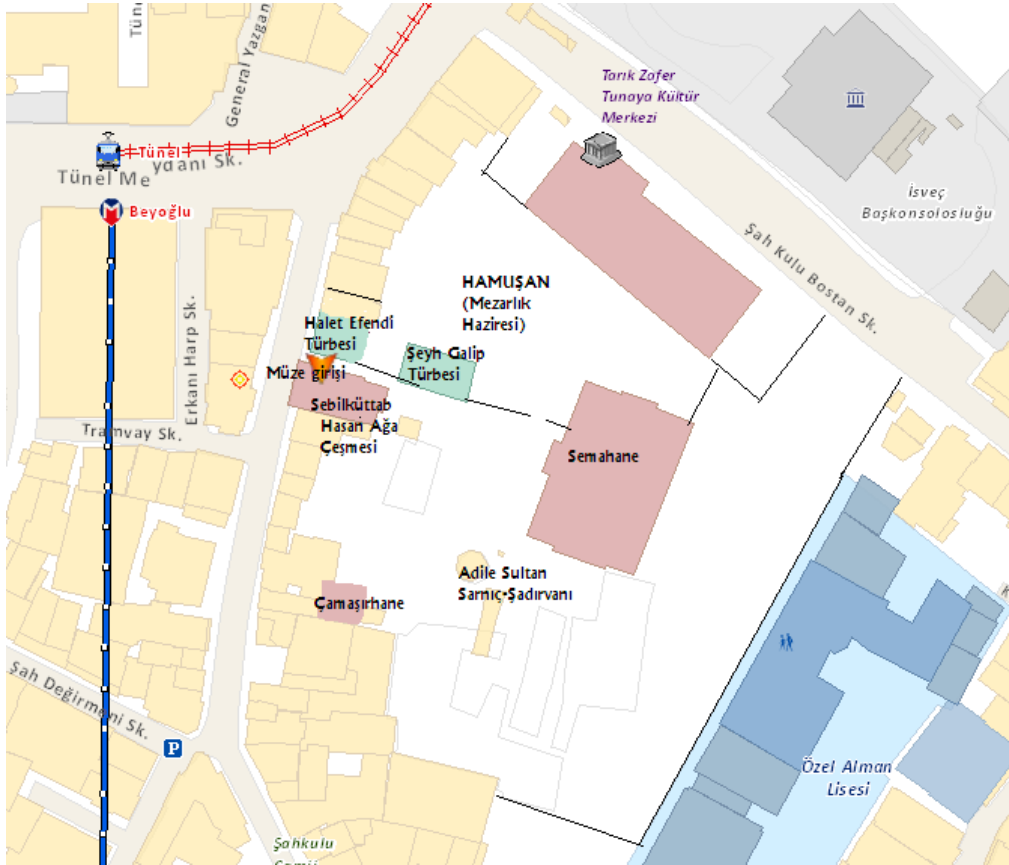 Tünel
General Yazgan
Tarık Zafer
Tunaya Kültür
Merkezi
Tünel
ydanı Sk.
Tünel Me
Beyoğlu
M
İsveç
Başkonsolosluğu
Şah Kulu Bostan Sk.
HAMUŞAN
(Mezarlık
Haziresi)
Halet Efendi
Türbesi
Şeyh Galip
Türbesi
Müze girişi
Erkanı Harp Sk.
Sebilküttab
Hasan Ağa
Çeşmesi
Tramvay Sk.
Semahane
Adile Sultan
Sarnıç-Şadırvanı
Çamaşırhane
Şah Değirmeni Sk.
P
Özel Alman
Lisesi
Şahkulu